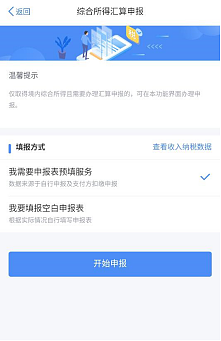 返回
综合所得汇算申报
温馨提示
仅取得境内综合所得且需要办理汇算申报的，可在本功能界面办理申
报。
填报方式
查看收入纳税数据
我需要申报表预填服务
数据来源于自行申报及支付方扣缴申报
我要填报空白申报表
根据实际情况自行填写申报表
开始申报